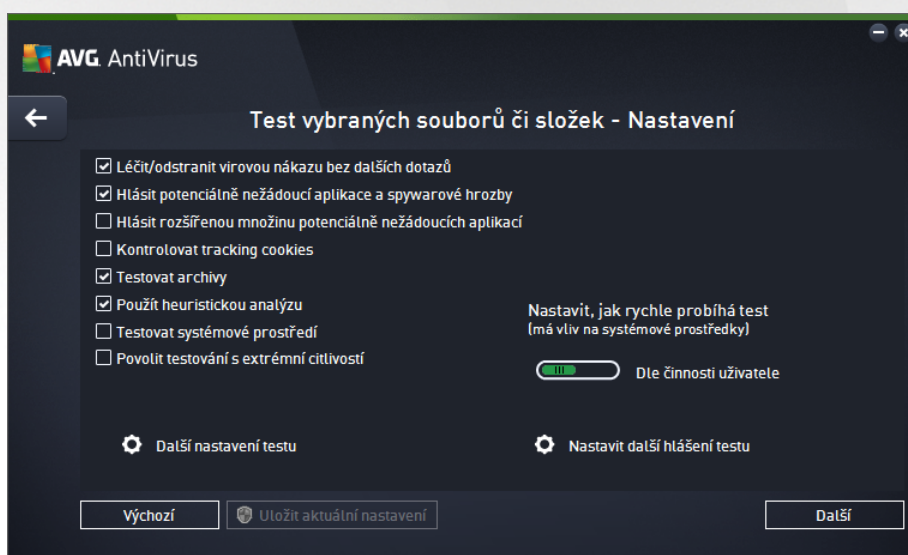 AVG. AntiVirus
Test vybraných souborů či složek - Nastavení
Léčit/odstranit virovou nákazu bez dalších dotazů
Hlásit potenciálně nežádoucí aplikace a spywarové hrozby
Hlásit rozšířenou množinu potenciálně nežádoucích aplikací
Kontrolovat tracking cookies
Testovat archivy
Použít heuristickou analýzu
Testovat systémové prostředí
Povolit testování s extrémní citlivostí
Nastavit, jak rychle probíhá test
(má vliv na systémové prostředky)
Dle činnosti uživatele
Další nastavení testu
Nastavit další hlášení testu
Výchozí
Uložit aktuální nastavení
Další